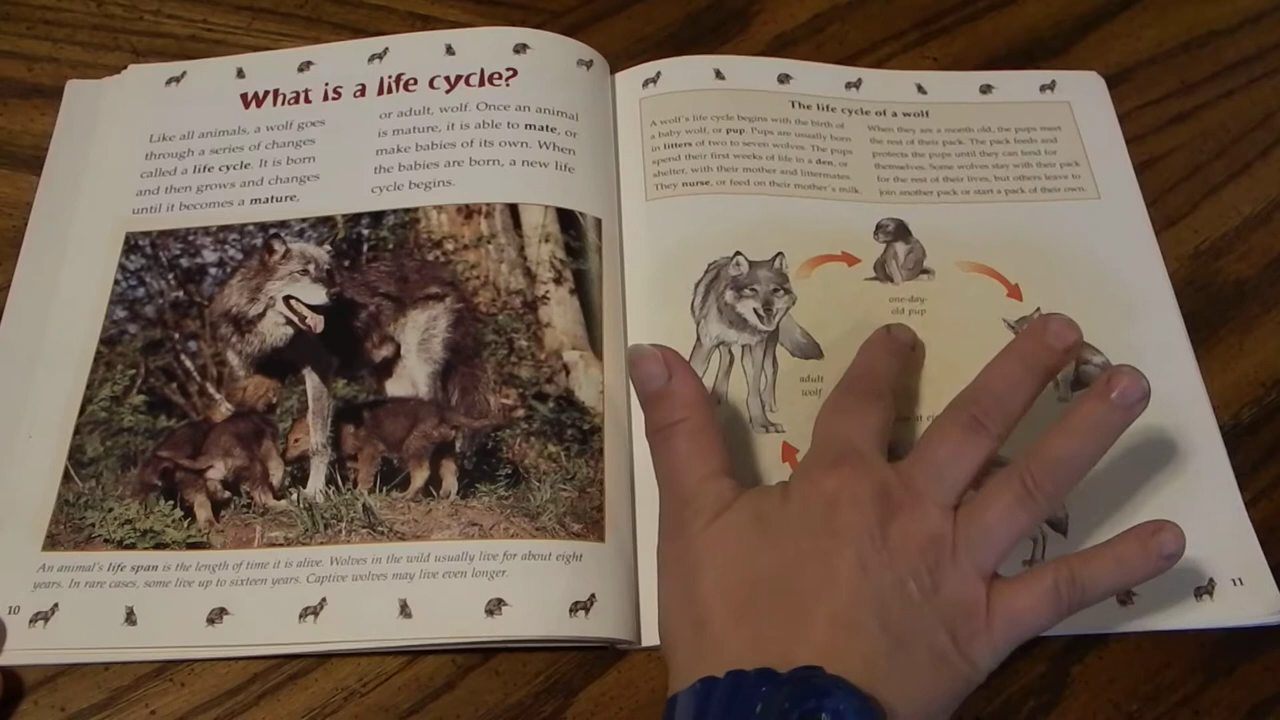 What is a life cycle?
Like all animals, a wolf goes
through a series of changes
called a life cycle. It is born
and then grows and changes
until it becomes a mature,
or adult, wolf. Once an animal
is mature, it is able to mate, or
make babies of its own. When
the babies are born, a new life
cycle begins.
An animal's life span is the length of time it is alive. Wolves in the wild usually live for about eight
years. In rare cases, some live up to sixteen years. Captive wolves may live even longer.
10
The life cycle of a wolf
A wolf's life cycle begins with the birth of
a baby wolf, or pup. Pups are usually born
in litters of two to seven wolves. The pups
spend their first weeks of life in a den, or
shelter, with their mother and littermates.
They nurse, or feed on their mother's milk.
When they are a month old, the pups meet
the rest of their pack. The pack feeds and
protects the pups until they can fend for
themselves. Some wolves stay with their pack
for the rest of their lives, but others leave to
join another pack or start a pack of their own.
one-day-
old pup
adult
wolf
at
11